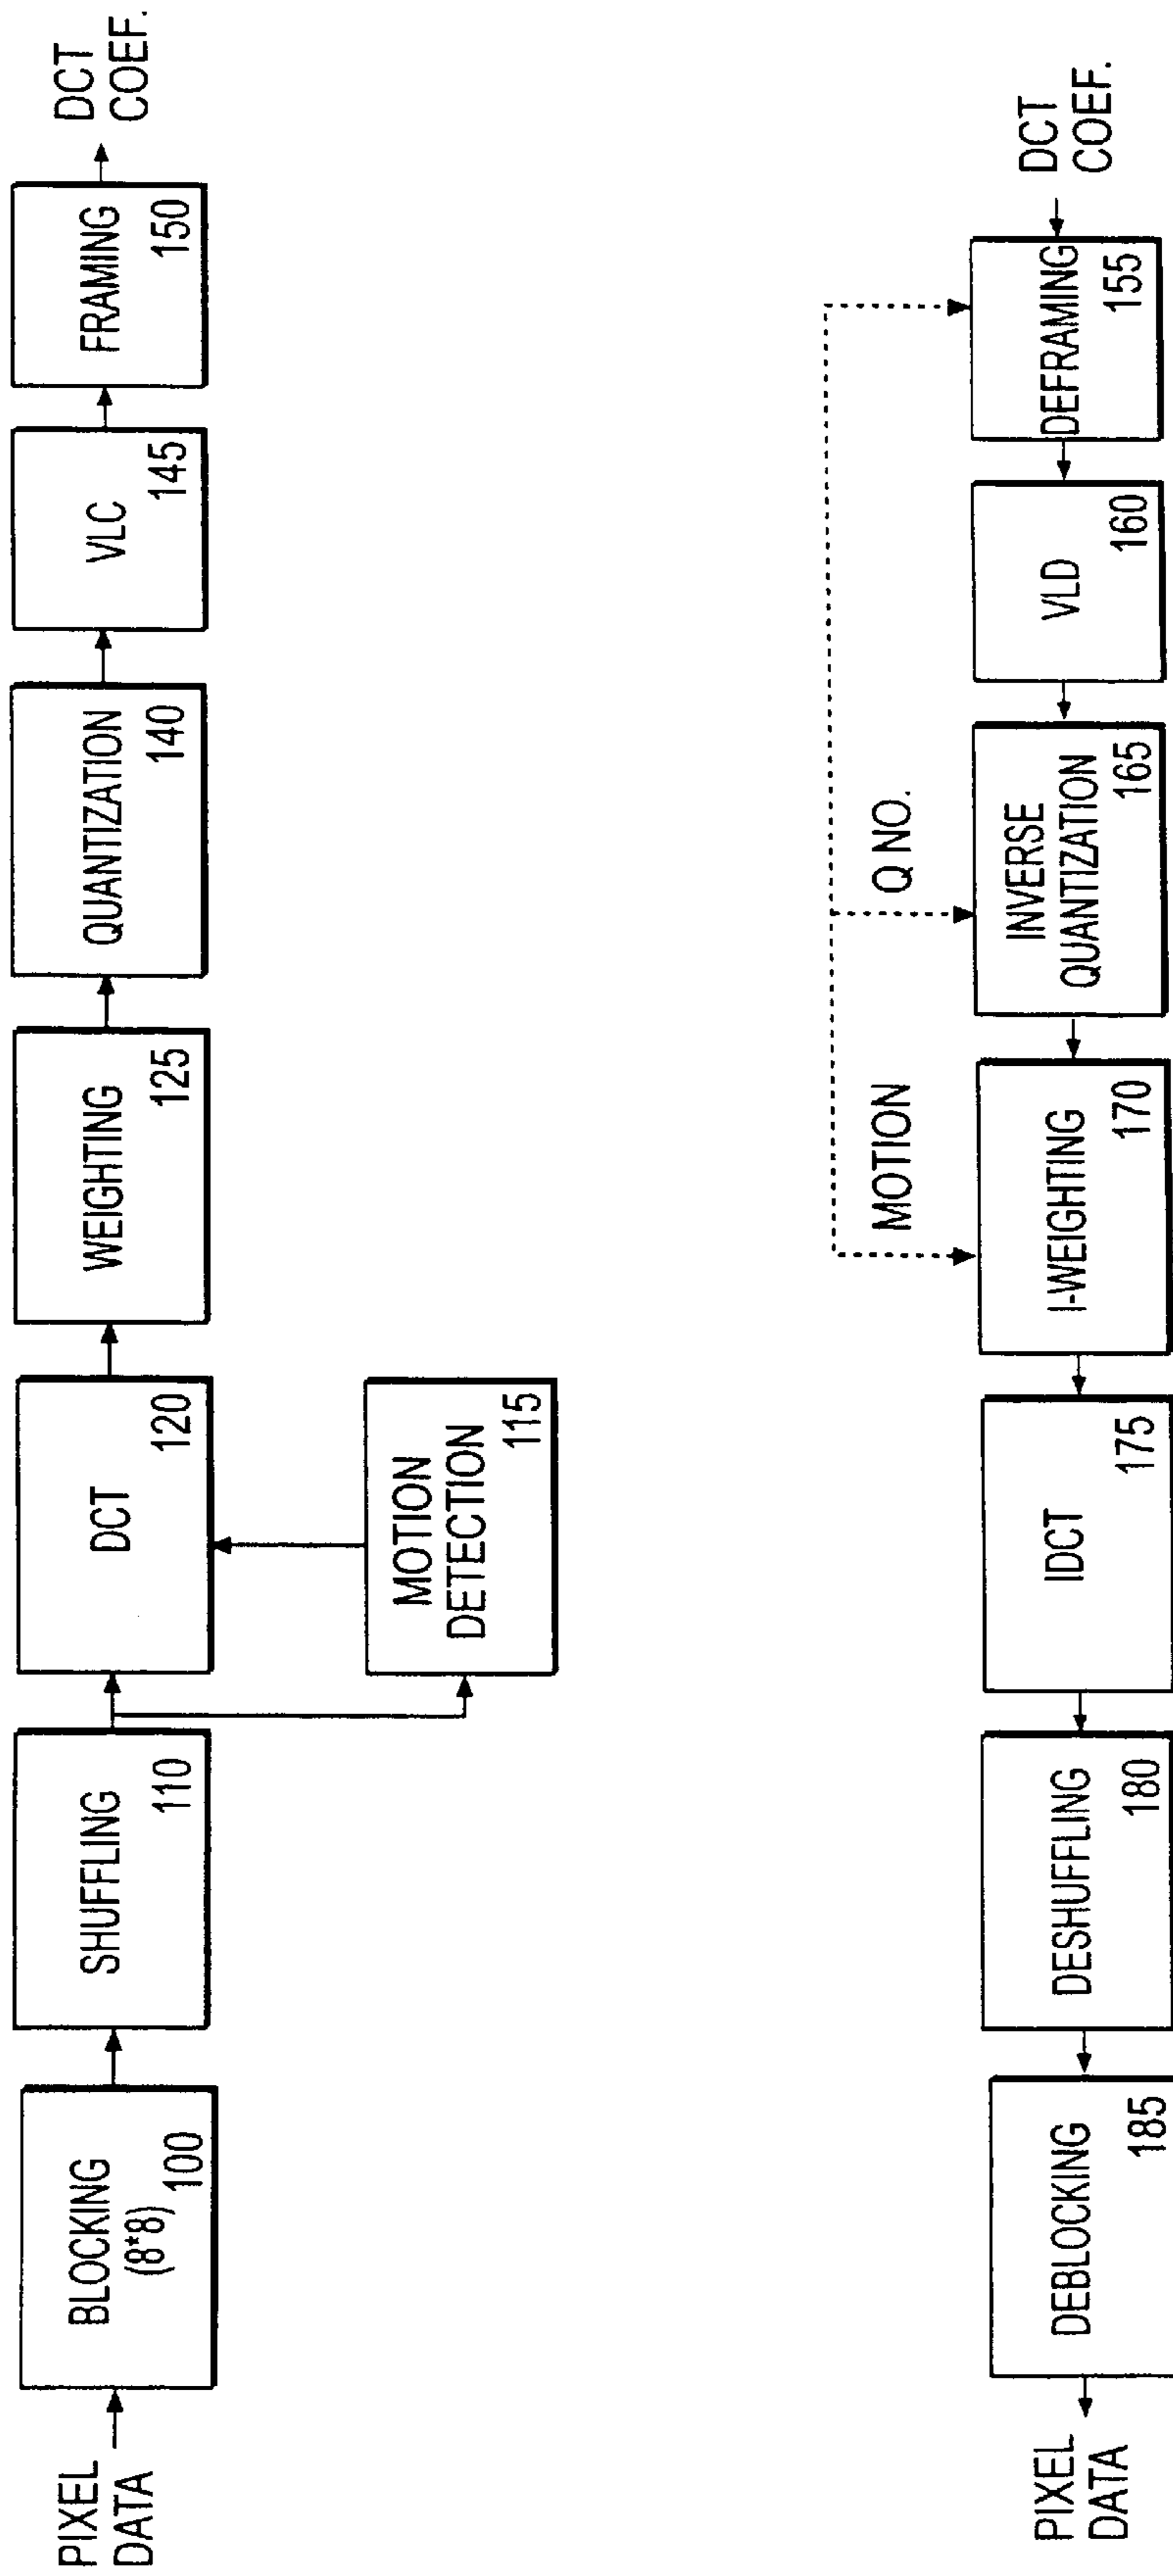 PIXEL
DATA
BLOCKING
(8*8)
100
SHUFFLING
110
DCT
120
MOTION
DETECTION
115
WEIGHTING
125
QUANTIZATION
140
VLC
145
FRAMING
150
DCT
COEF.
PIXEL
DATA
DEBLOCKING
185
DESHUFFLING
180
IDCT
175
I-WEIGHTING
170
MOTION
INVERSE
QUANTIZATION
165
Q NO.
VLD
160
DEFRAMING
155
DCT
COEF.